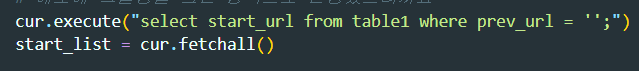 cur.execute("select start_url from table1 where prev_url = '';")
start_list = cur.fetchall()